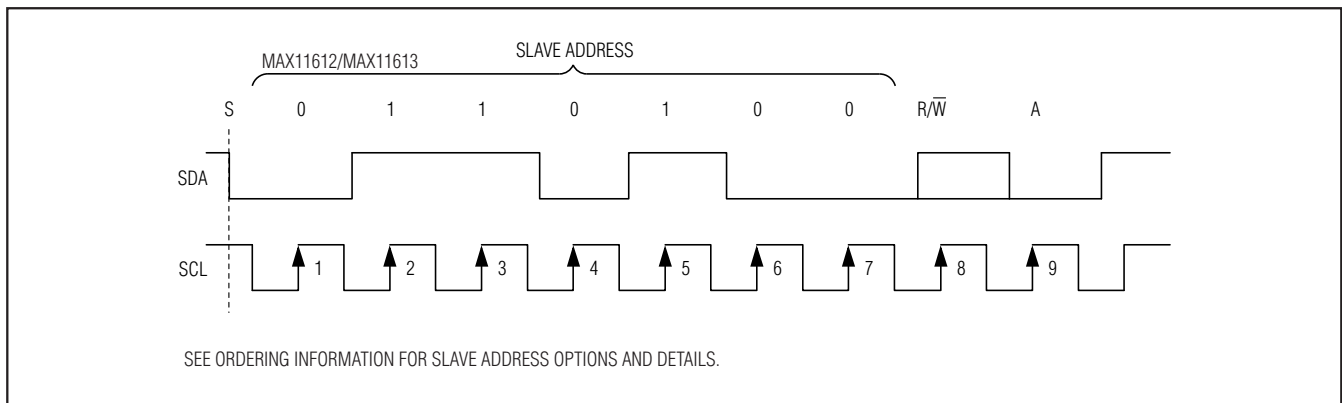 SLAVE ADDRESS
MAX11612/MAX11613
S 0 1 1 0 1 0 0 R/W̅ A
SDA
SCL 1 2 3 4 5 6 7 8 9
SEE ORDERING INFORMATION FOR SLAVE ADDRESS OPTIONS AND DETAILS.